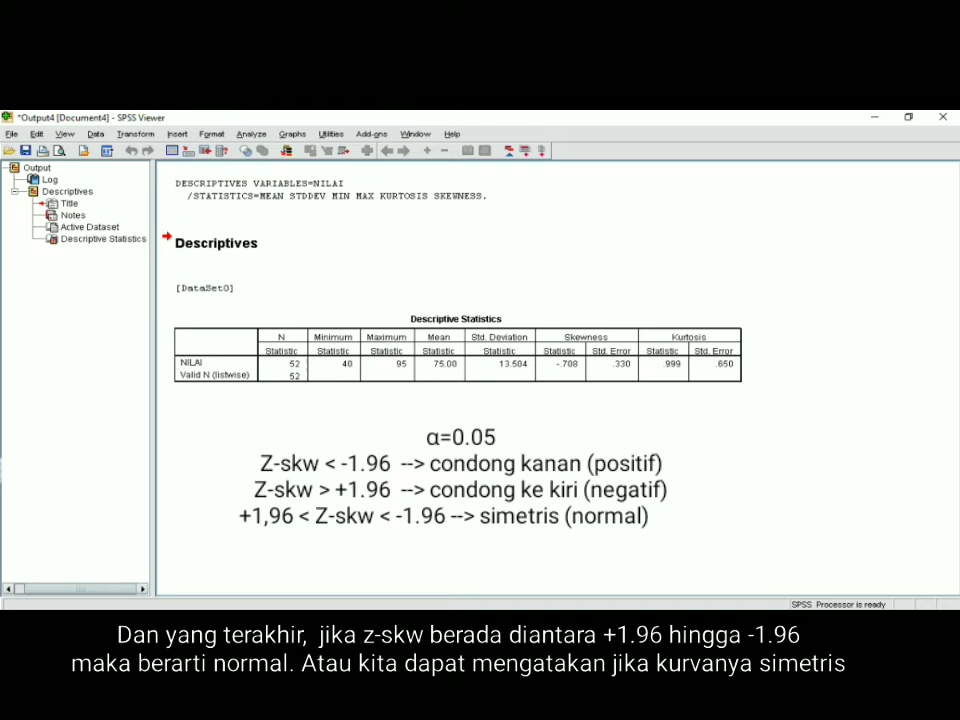 *Output4 [Document4] - SPSS Viewer
File Edit View Data Transform Insert Format Analyze Graphs Utilities Add-ons Window Help
Output
Log
Descriptives
Title
Notes
Active Dataset
Descriptive Statistics
DESCRIPTIVES VARIABLES=NILAI
/STATISTICS=MEAN STDDEV MIN MAX KURTOSIS SKEWNESS.
Descriptives
[DataSet0]
Descriptive Statistics
N Minimum Maximum Mean Std. Deviation Skewness Kurtosis
Statistic Statistic Statistic Statistic Statistic Statistic Std. Error Statistic Std. Error
NILAI 52 40 95 75.00 13.504 -.708 .330 .999 .650
Valid N (listwise) 52
α=0.05
Z-skw < -1.96 --> condong kanan (positif)
Z-skw > +1.96 --> condong ke kiri (negatif)
+1,96 < Z-skw < -1.96 --> simetris (normal)
SPSS Processor is ready
Dan yang terakhir, jika z-skw berada diantara +1.96 hingga -1.96
maka berarti normal. Atau kita dapat mengatakan jika kurvanya simetris